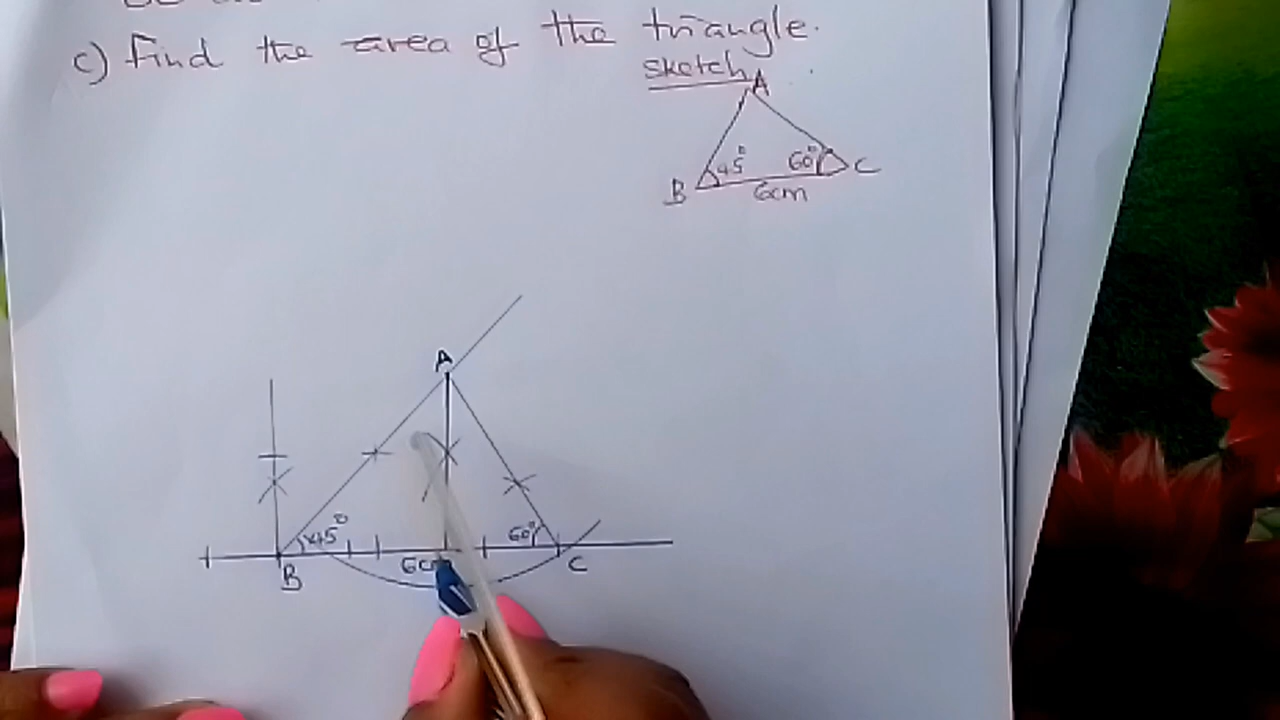 c) Find the area of the triangle.
sketch
A
45° 60° C
B 6cm
A
45° 60°
B 6cm C